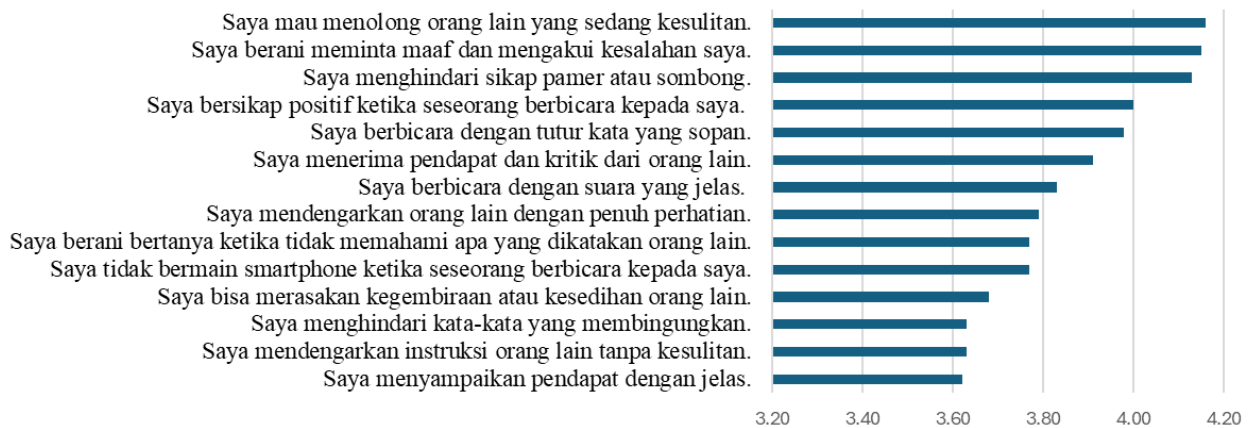 Saya mau menolong orang lain yang sedang kesulitan.
Saya berani meminta maaf dan mengakui kesalahan saya.
Saya menghindari sikap pamer atau sombong.
Saya bersikap positif ketika seseorang berbicara kepada saya.
Saya berbicara dengan tutur kata yang sopan.
Saya menerima pendapat dan kritik dari orang lain.
Saya berbicara dengan suara yang jelas.
Saya mendengarkan orang lain dengan penuh perhatian.
Saya berani bertanya ketika tidak memahami apa yang dikatakan orang lain.
Saya tidak bermain smartphone ketika seseorang berbicara kepada saya.
Saya bisa merasakan kegembiraan atau kesedihan orang lain.
Saya menghindari kata-kata yang membingungkan.
Saya mendengarkan instruksi orang lain tanpa kesulitan.
Saya menyampaikan pendapat dengan jelas.
3.20 3.40 3.60 3.80 4.00 4.20